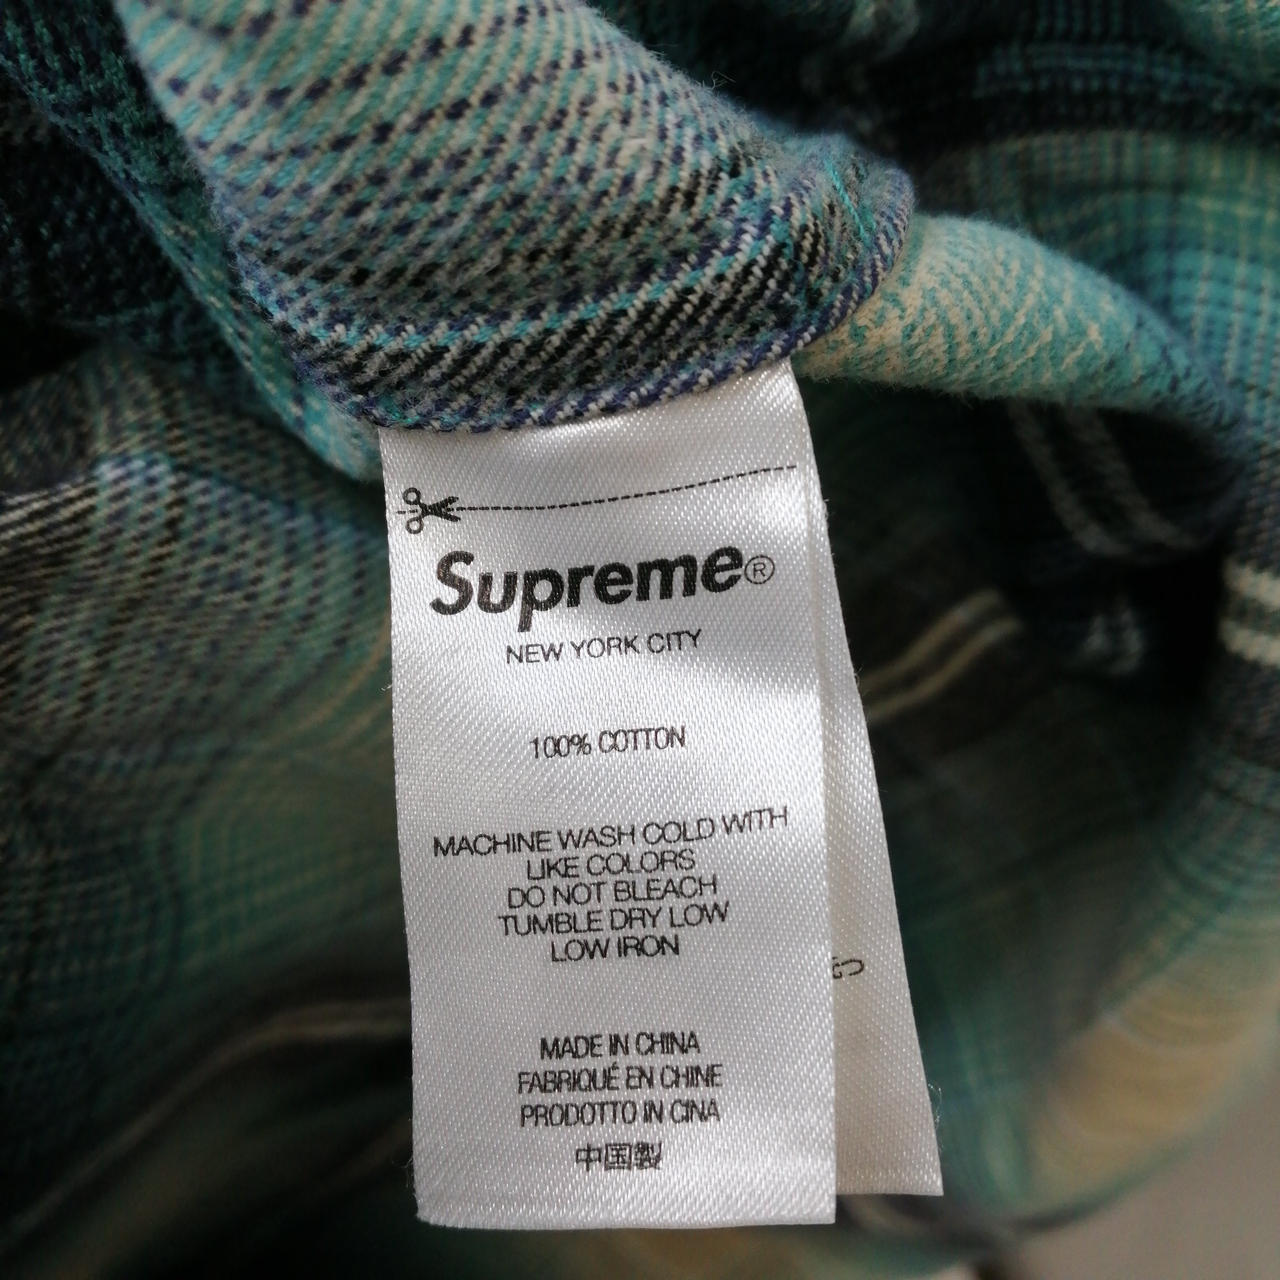 Supreme®
NEW YORK CITY
100% COTTON
MACHINE WASH COLD WITH
LIKE COLORS
DO NOT BLEACH
TUMBLE DRY LOW
LOW IRON
MADE IN CHINA
FABRIQUÉ EN CHINE
PRODOTTO IN CINA
中国製